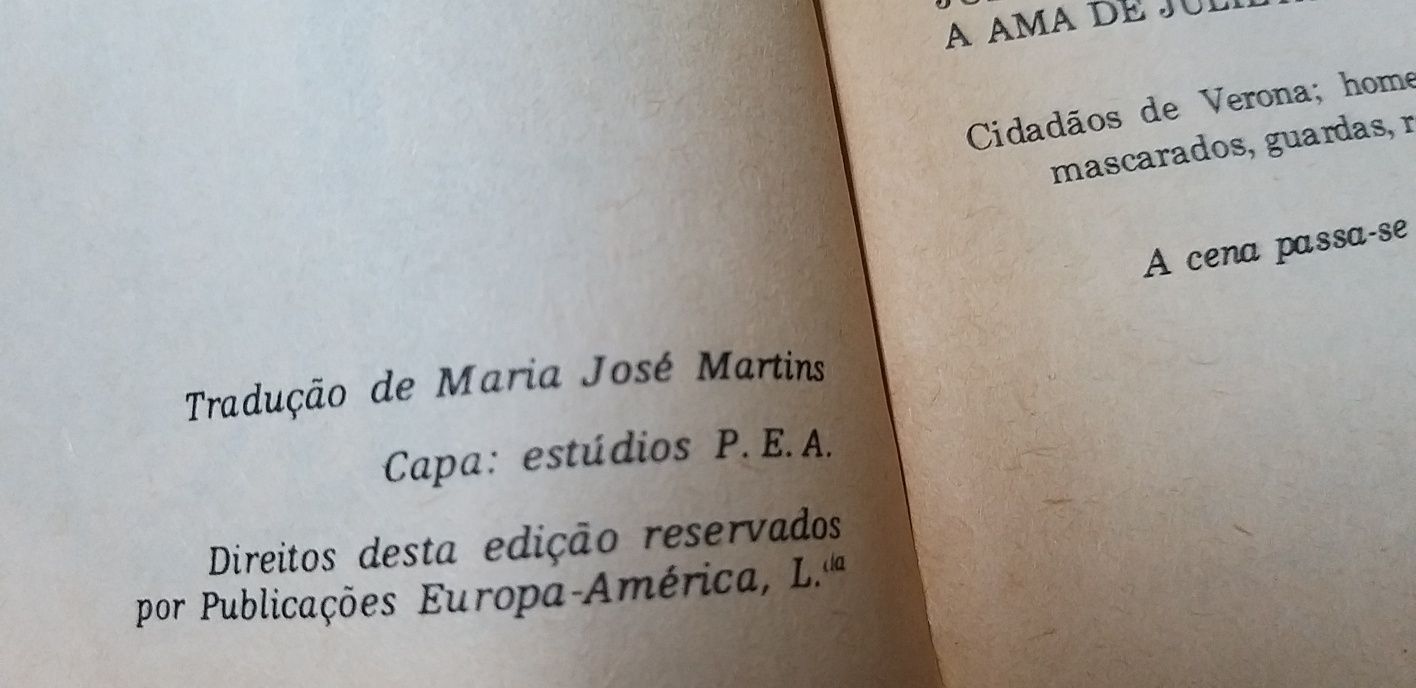 Tradução de Maria José Martins
Capa: estúdios P. E. A.
Direitos desta edição reservados
por Publicações Europa-América, L.da
A AMA DE
Cidadãos de Verona;
mascarados, guardas,
A cena passa-se